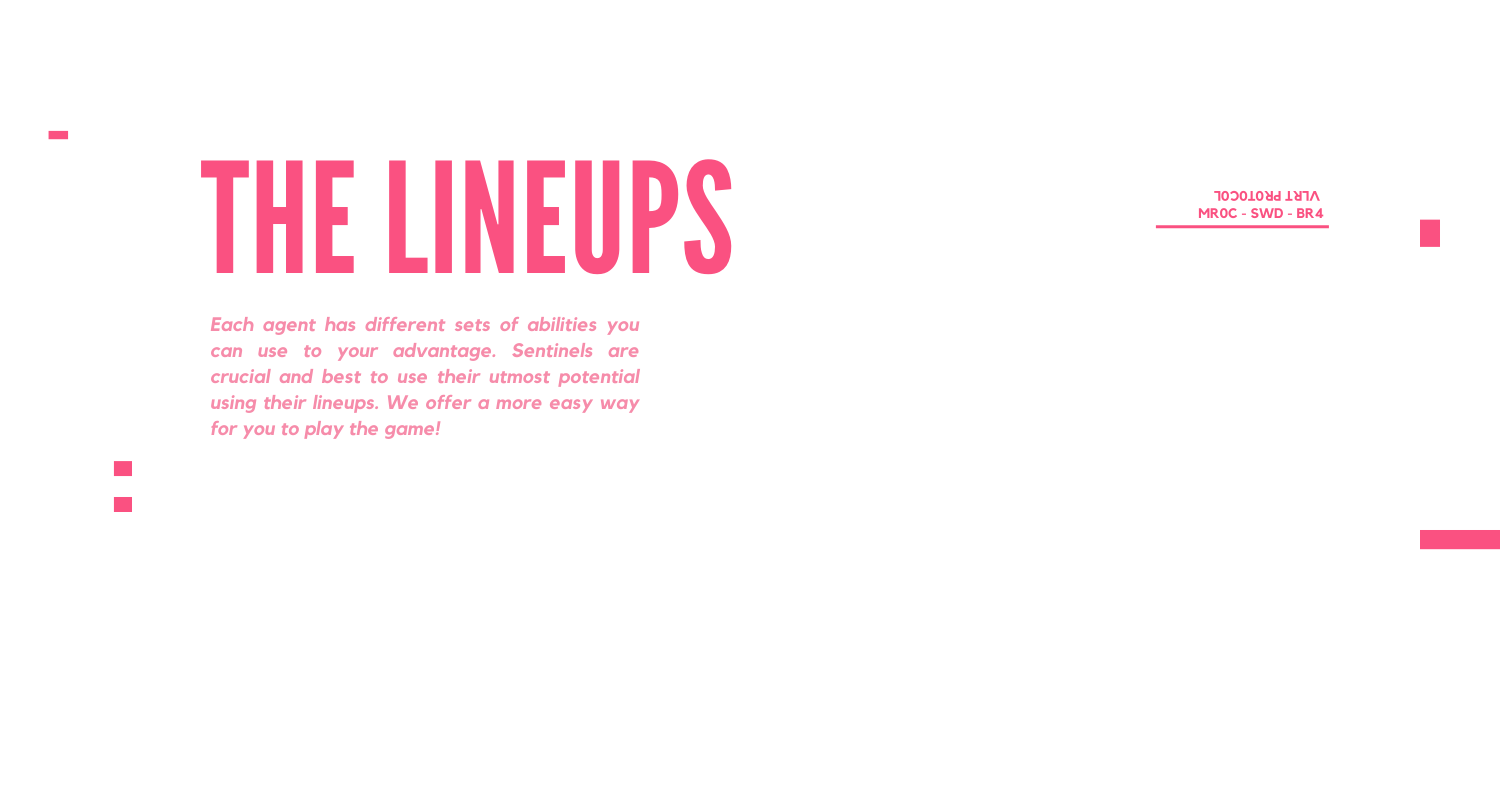 THE LINEUPS
Each agent has different sets of abilities you
can use to your advantage. Sentinels are
crucial and best to use their utmost potential
using their lineups. We offer a more easy way
for you to play the game!
VLRT PROTOCOL
MR0C - SWD - BR4